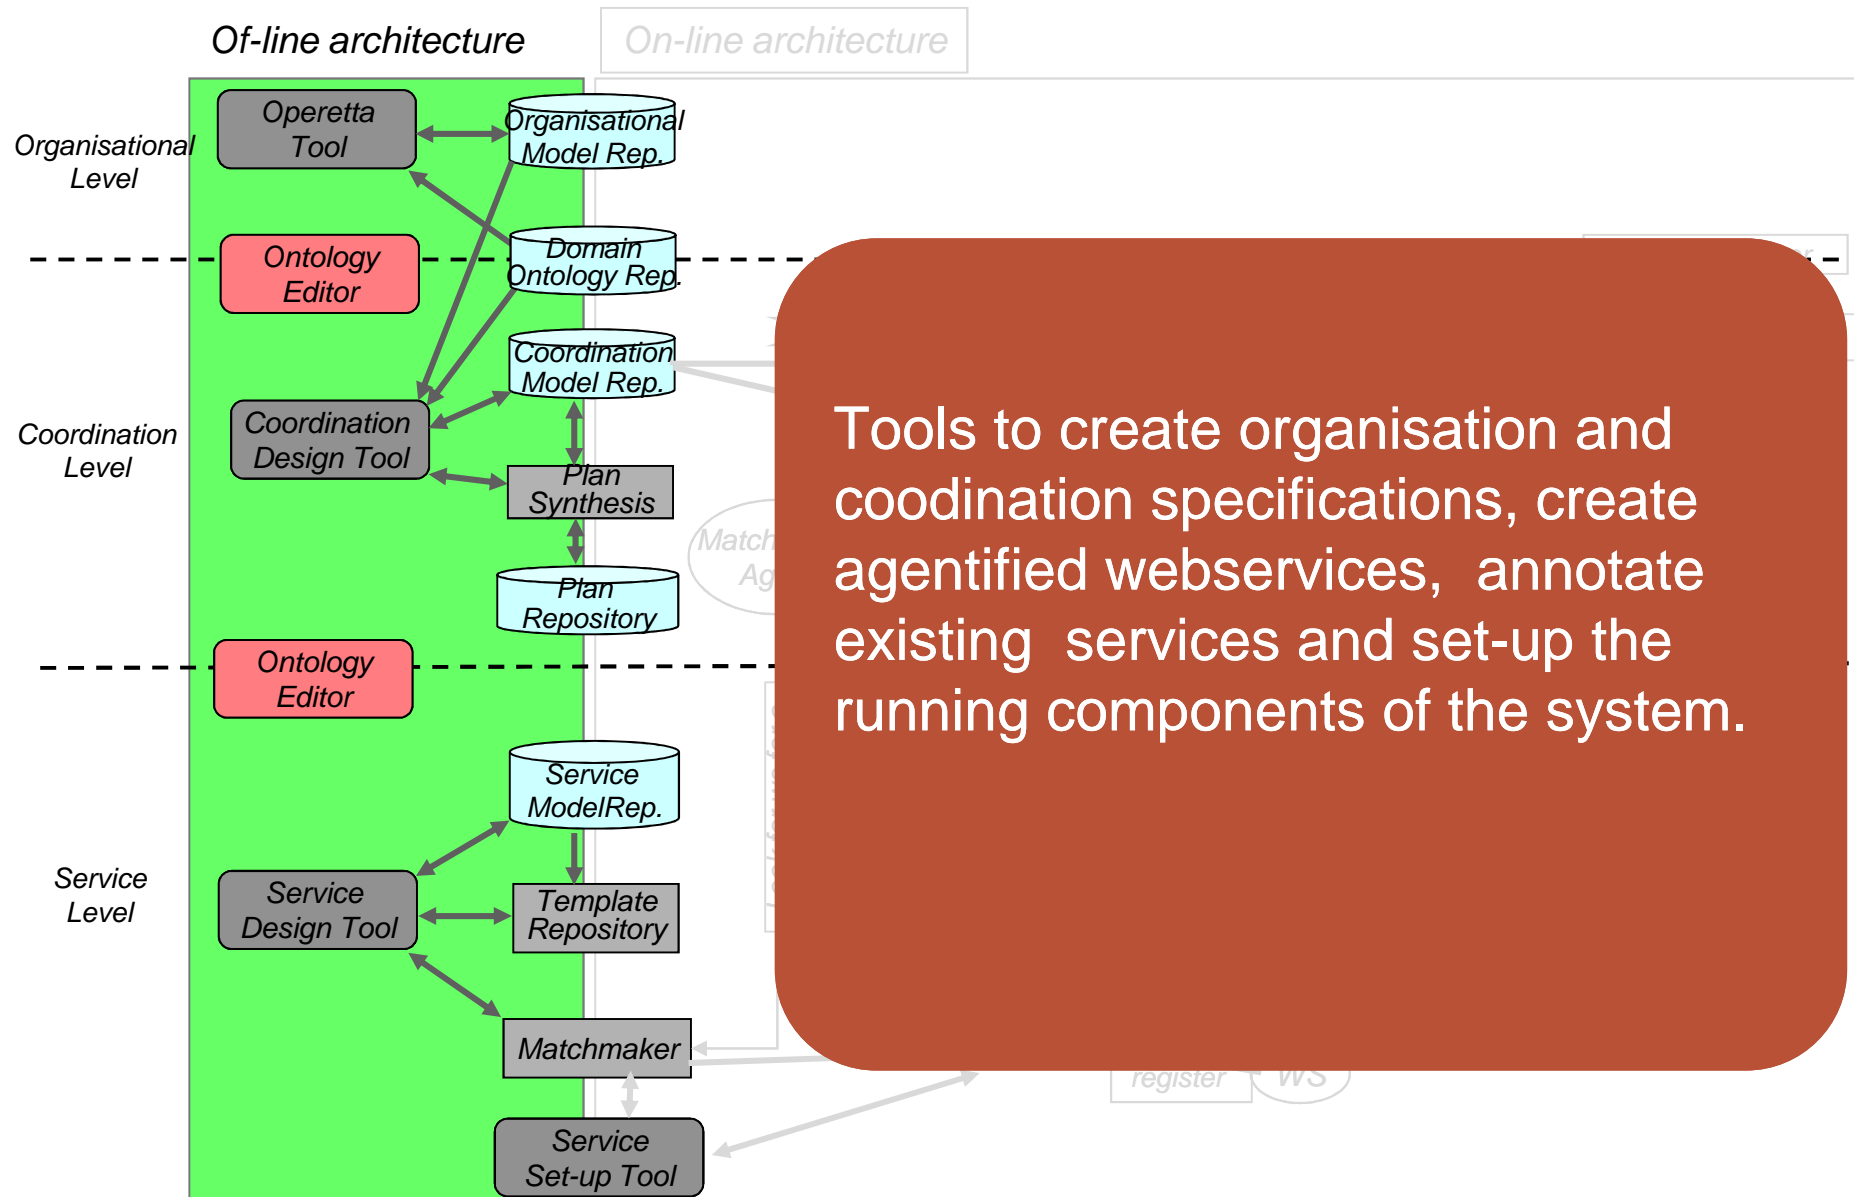 Of-line architecture
On-line architecture
Organisational
Level
Operetta
Tool
Organisational
Model Rep.
Ontology
Editor
Domain
Ontology Rep.
Coordination
Model Rep.
Coordination
Level
Coordination
Design Tool
Plan
Synthesis
Plan
Repository
Match
Ag
Ontology
Editor
Service
ModelRep.
Service
Level
Service
Design Tool
Template
Repository
Matchmaker
Service
Set-up Tool
register
WS
Tools to create organisation and
coodination specifications, create
agentified webservices,  annotate
existing  services and set-up the
running components of the system.